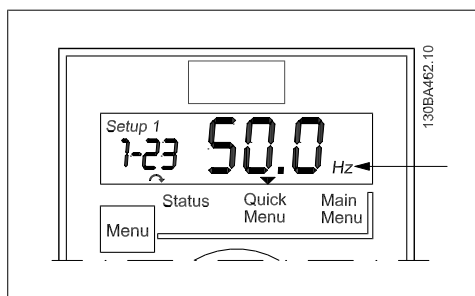 130BA462.10
Setup 1
1-23 50.0 Hz
Status Quick Menu Main Menu
Menu